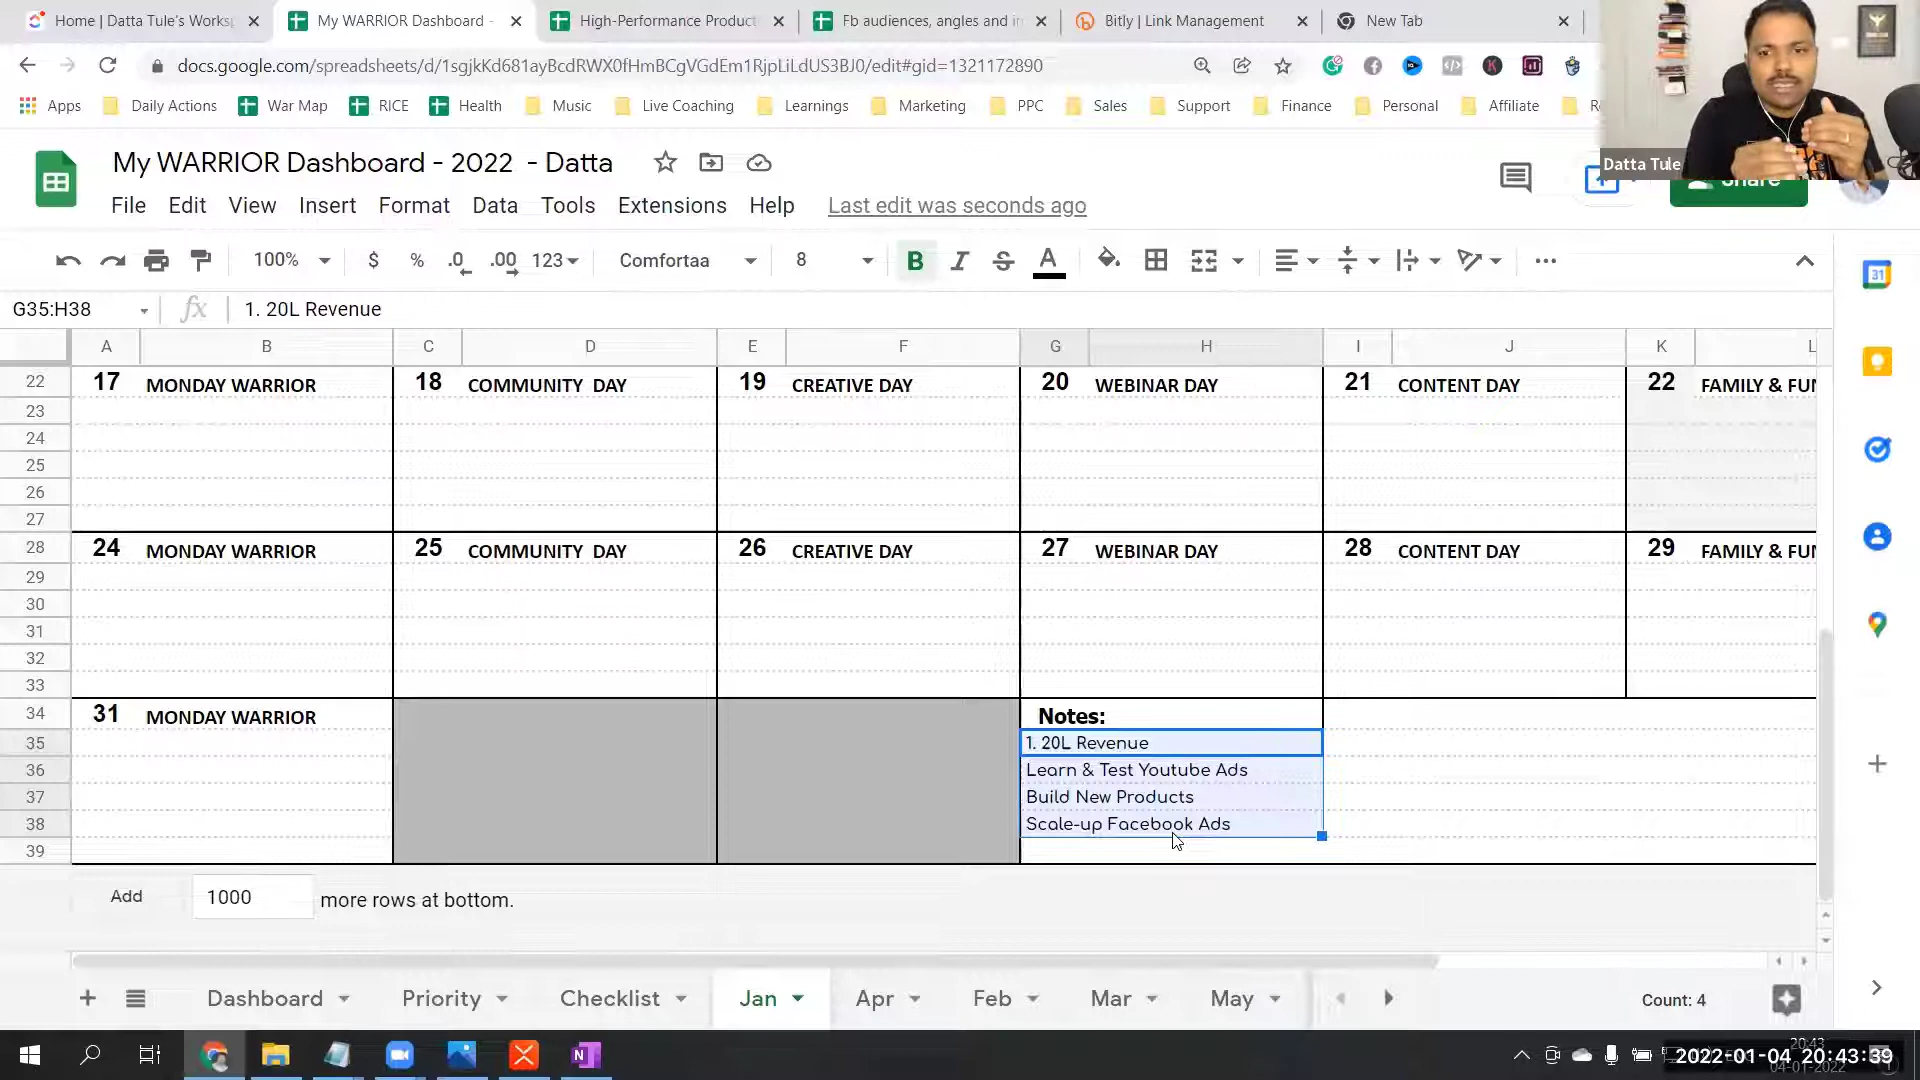 Home | Datta Tule's Worksp
My WARRIOR Dashboard -
High-Performance Product
Fb audiences, angles and in
Bitly | Link Management
New Tab
docs.google.com/spreadsheets/d/1sgjkKd681ayBcdRWX0fHmBCgVGdEm1RjpLiLdUS3BJ0/edit#gid=1321172890
Apps
Daily Actions
War Map
RICE
Health
Music
Live Coaching
Learnings
Marketing
PPC
Sales
Support
Finance
Personal
Affiliate
Datta Tule
My WARRIOR Dashboard - 2022 - Datta
Share
File Edit View Insert Format Data Tools Extensions Help Last edit was seconds ago
100% $ % .0 .00 123 Comfortaa 8 B I S A
31
G35:H38 fx 1. 20L Revenue
A B C D E F G H I J K L
22 17 MONDAY WARRIOR 18 COMMUNITY DAY 19 CREATIVE DAY 20 WEBINAR DAY 21 CONTENT DAY 22 FAMILY & FUN
23
24
25
26
27
28 24 MONDAY WARRIOR 25 COMMUNITY DAY 26 CREATIVE DAY 27 WEBINAR DAY 28 CONTENT DAY 29 FAMILY & FUN
29
30
31
32
33
34 31 MONDAY WARRIOR Notes:
35 1. 20L Revenue
36 Learn & Test Youtube Ads
37 Build New Products
38 Scale-up Facebook Ads
39
Add 1000 more rows at bottom.
Dashboard Priority Checklist Jan Apr Feb Mar May Count: 4
20:43
2022-01-04 20:43:39
04-01-2022